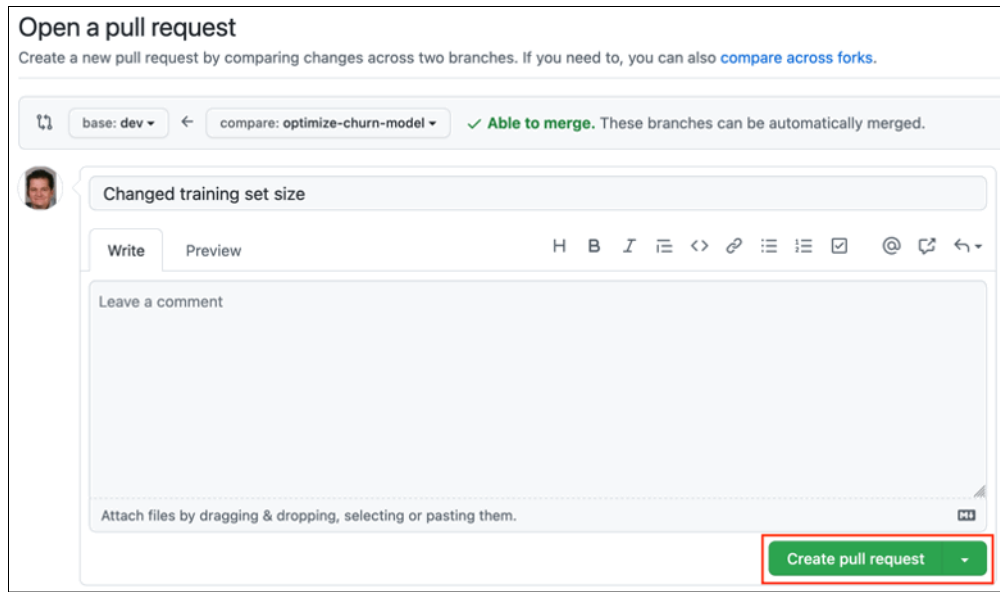 Open a pull request
Create a new pull request by comparing changes across two branches. If you need to, you can also compare across forks.
base: dev compare: optimize-churn-model Able to merge. These branches can be automatically merged.
Changed training set size
Write Preview H B I <> @
Leave a comment
Attach files by dragging & dropping, selecting or pasting them.
Create pull request